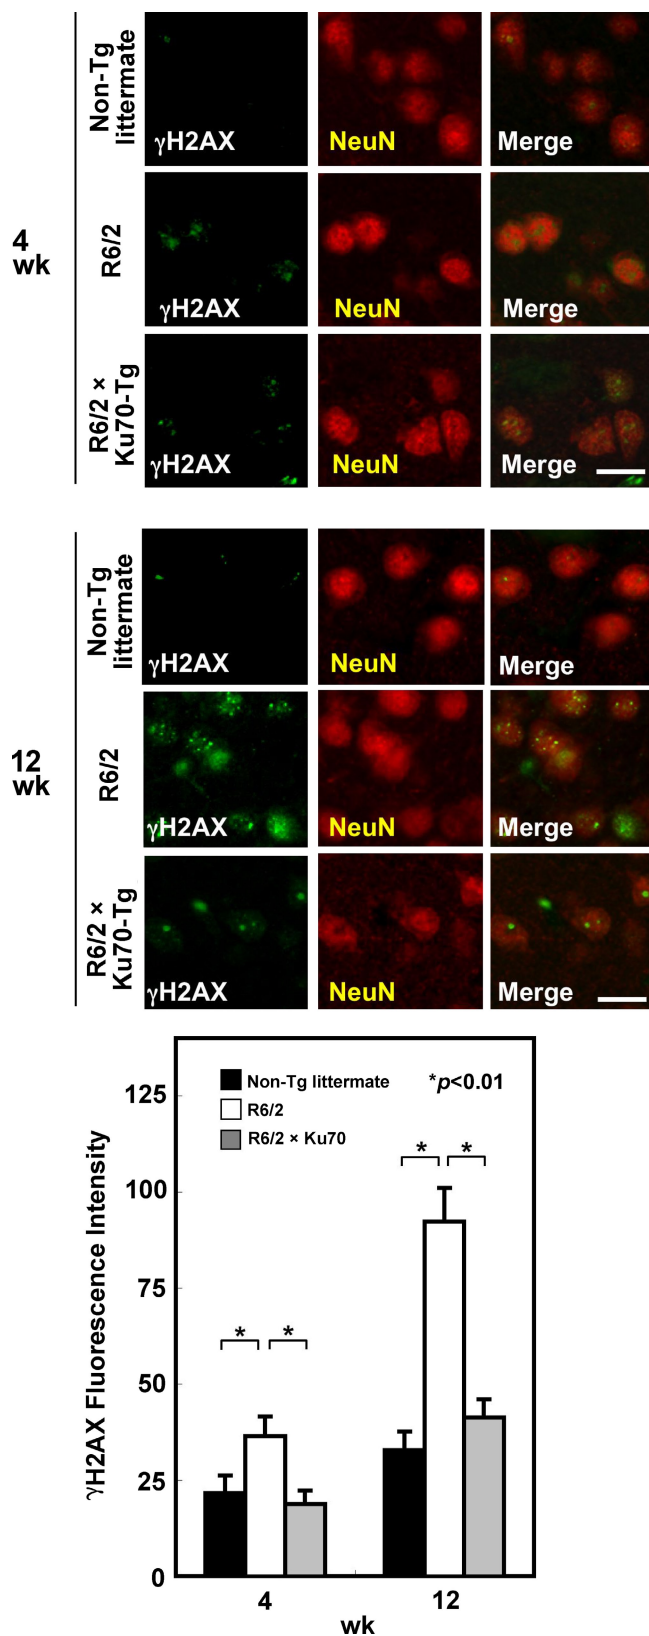 4
wk
Non-Tg
littermate
γH2AX
NeuN
Merge
R6/2
γH2AX
NeuN
Merge
R6/2 ×
Ku70-Tg
γH2AX
NeuN
Merge
12
wk
Non-Tg
littermate
γH2AX
NeuN
Merge
R6/2
γH2AX
NeuN
Merge
R6/2 ×
Ku70-Tg
γH2AX
NeuN
Merge
γH2AX Fluorescence Intensity
125
100
75
50
25
0
Non-Tg littermate
R6/2
R6/2 × Ku70
*p<0.01
* *
* *
4 12
wk